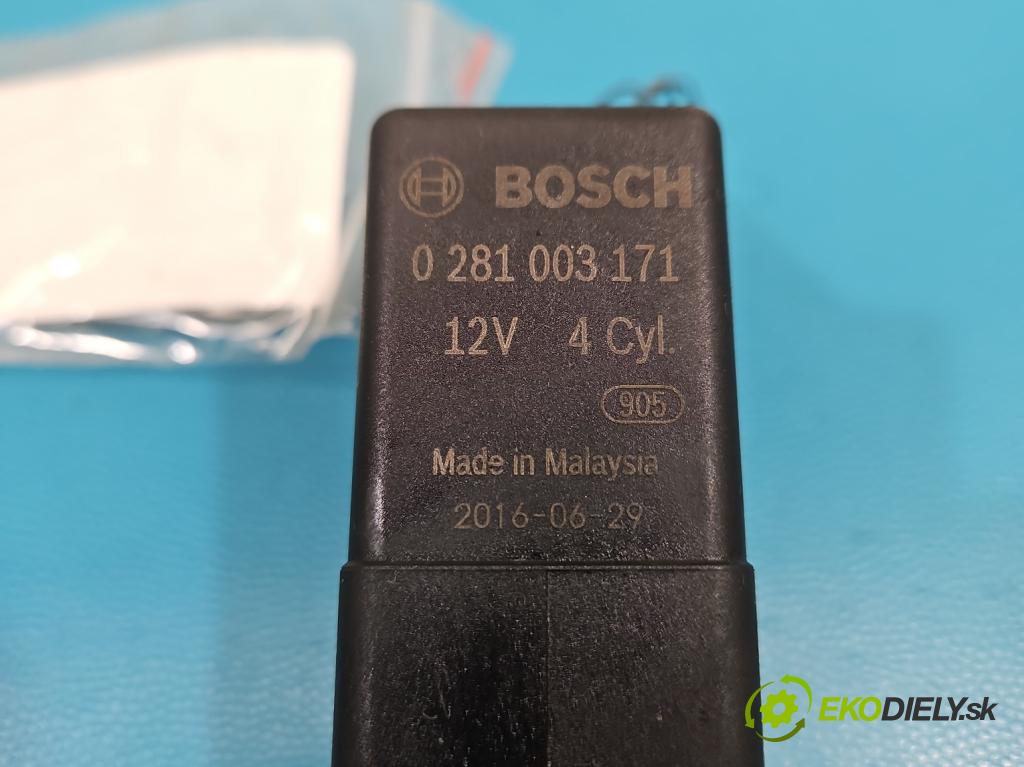 BOSCH
0 281 003 171
12V 4 Cyl.
905
Made in Malaysia
2016-06-29
EKODIELY.sk